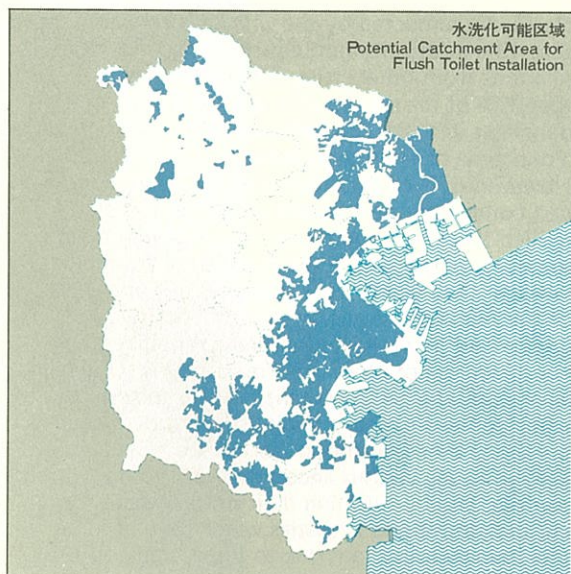 水洗化可能区域
Potential Catchment Area for
Flush Toilet Installation